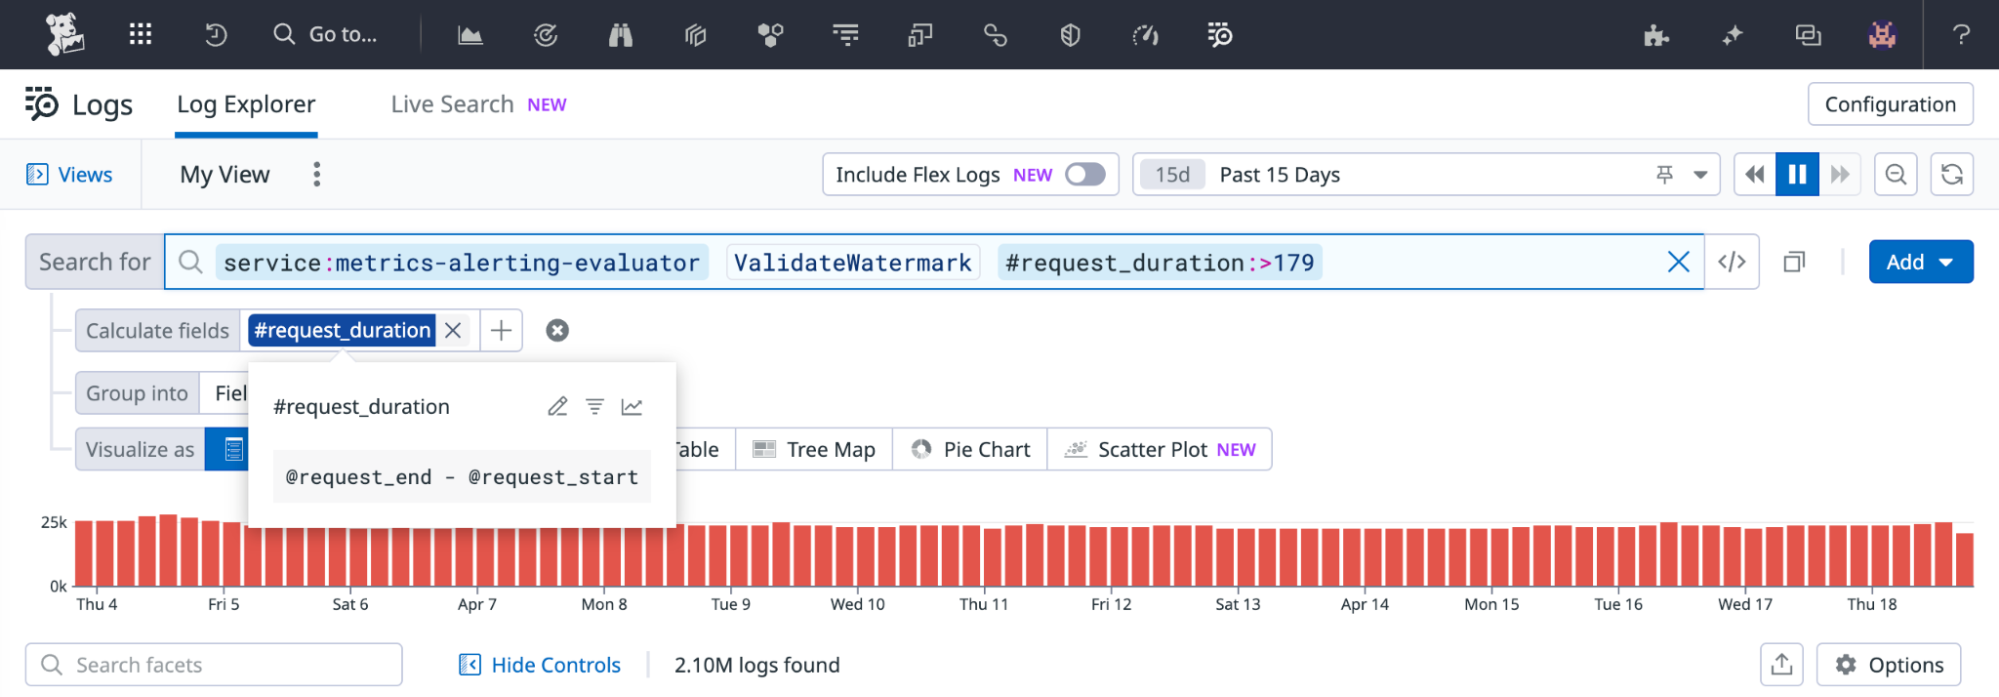 Go to...
Logs
Log Explorer
Live Search NEW
Configuration
Views
My View
Include Flex Logs NEW
15d Past 15 Days
Search for
service:metrics-alerting-evaluator ValidateWatermark #request_duration:>179
</>
Add
Calculate fields #request_duration
Group into Fiel
#request_duration
@request_end - @request_start
Visualize as
Table
Tree Map
Pie Chart
Scatter Plot NEW
25k
0k
Thu 4 Fri 5 Sat 6 Apr 7 Mon 8 Tue 9 Wed 10 Thu 11 Fri 12 Sat 13 Apr 14 Mon 15 Tue 16 Wed 17 Thu 18
Search facets
Hide Controls
2.10M logs found
Options